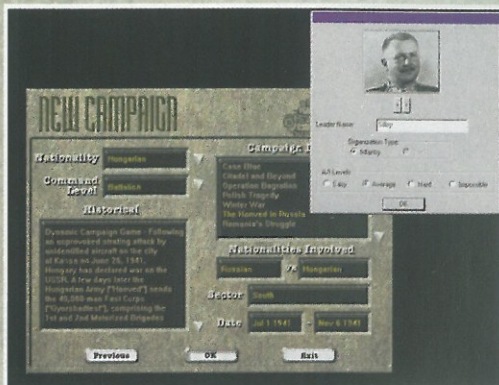 NEW CAMPAIGN
Nationality
Hungarian
Command
Level
Battalion
Historical
Dynamic Campaign Game - Following
an unprovoked strafing attack by
unidentified aircraft on the city
of Kassa on June 26, 1941,
Hungary has declared war on the
USSR. A few days later the
Hungarian Army ("Honved") sends
the 40,000-man Fast Corps
("Gyorshadtest"), comprising the
1st and 2nd Motorized Brigades
Campaign
Case Blue
Citadel and Beyond
Operation Bagration
Polish Tragedy
Winter War
The Honved in Russia
Romania's Struggle
Nationalities Involved
Russian
Vs
Hungarian
Sector
South
Date
Jul 1 1941
-
Nov 6 1941
Previous
OK
Exit
Leader Name:
Organization Type:
Infantry
A/I Levels
Easy
Average
Hard
Impossible
OK